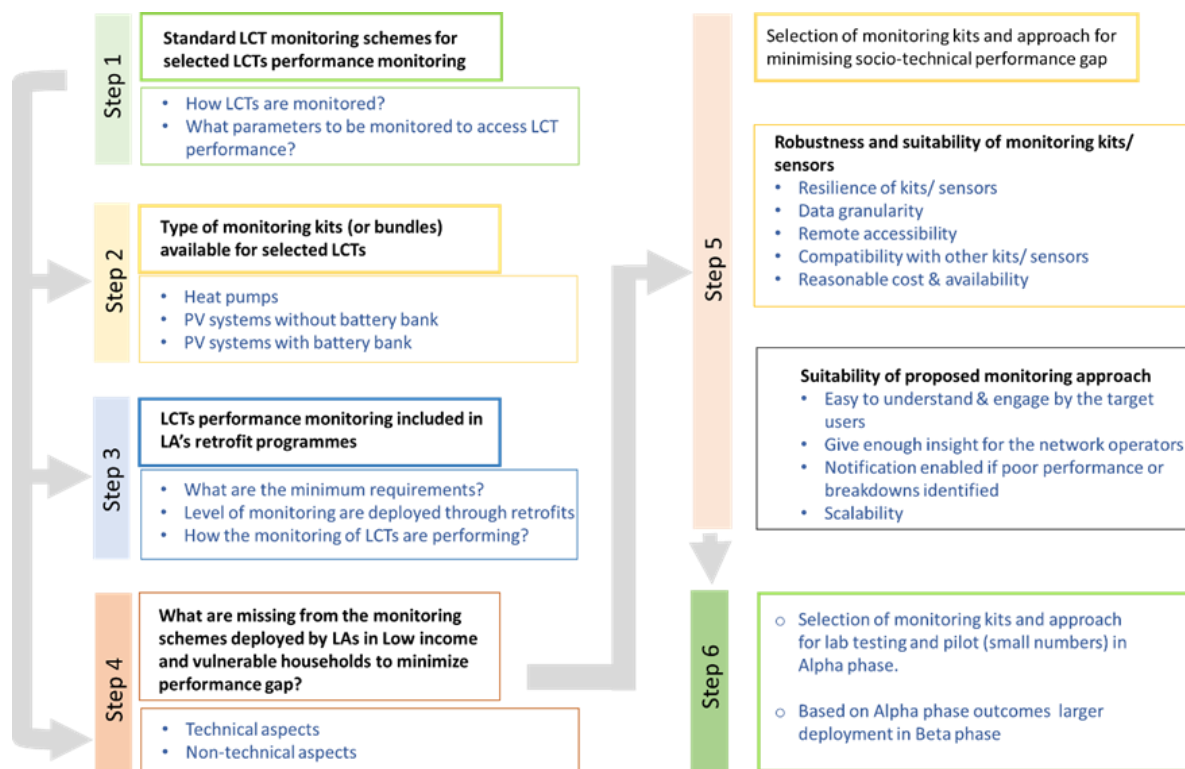 Step 1
Standard LCT monitoring schemes for
selected LCTs performance monitoring
• How LCTs are monitored?
• What parameters to be monitored to access LCT
performance?
Step 2
Type of monitoring kits (or bundles)
available for selected LCTs
• Heat pumps
• PV systems without battery bank
• PV systems with battery bank
Step 3
LCTs performance monitoring included in
LA's retrofit programmes
• What are the minimum requirements?
• Level of monitoring are deployed through retrofits
• How the monitoring of LCTs are performing?
Step 4
What are missing from the monitoring
schemes deployed by LAs in Low income
and vulnerable households to minimize
performance gap?
• Technical aspects
• Non-technical aspects
Step 5
Selection of monitoring kits and approach for
minimising socio-technical performance gap
Robustness and suitability of monitoring kits/
sensors
• Resilience of kits/ sensors
• Data granularity
• Remote accessibility
• Compatibility with other kits/ sensors
• Reasonable cost & availability
Suitability of proposed monitoring approach
• Easy to understand & engage by the target
users
• Give enough insight for the network operators
• Notification enabled if poor performance or
breakdowns identified
• Scalability
Step 6
o Selection of monitoring kits and approach
for lab testing and pilot (small numbers) in
Alpha phase.
o Based on Alpha phase outcomes larger
deployment in Beta phase